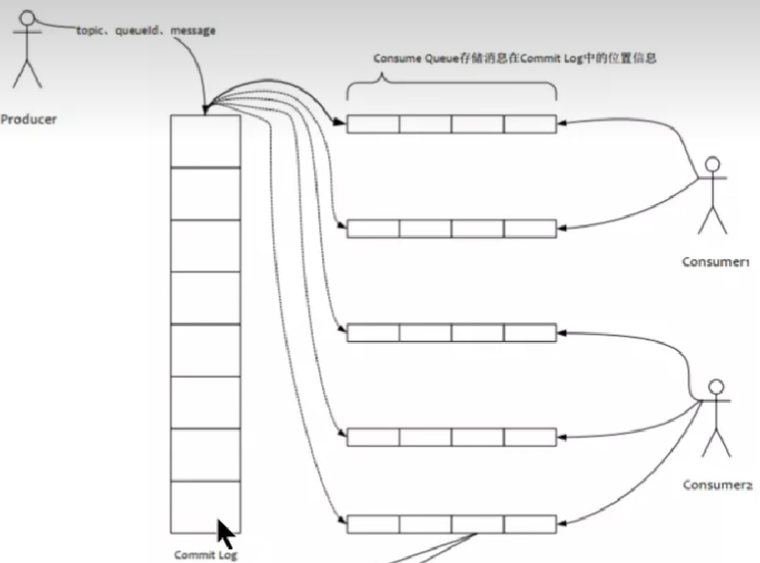 topic、queueId、message
Consume Queue存储消息在Commit Log中的位置信息
Producer
Consumer1
Consumer2
Commit Log